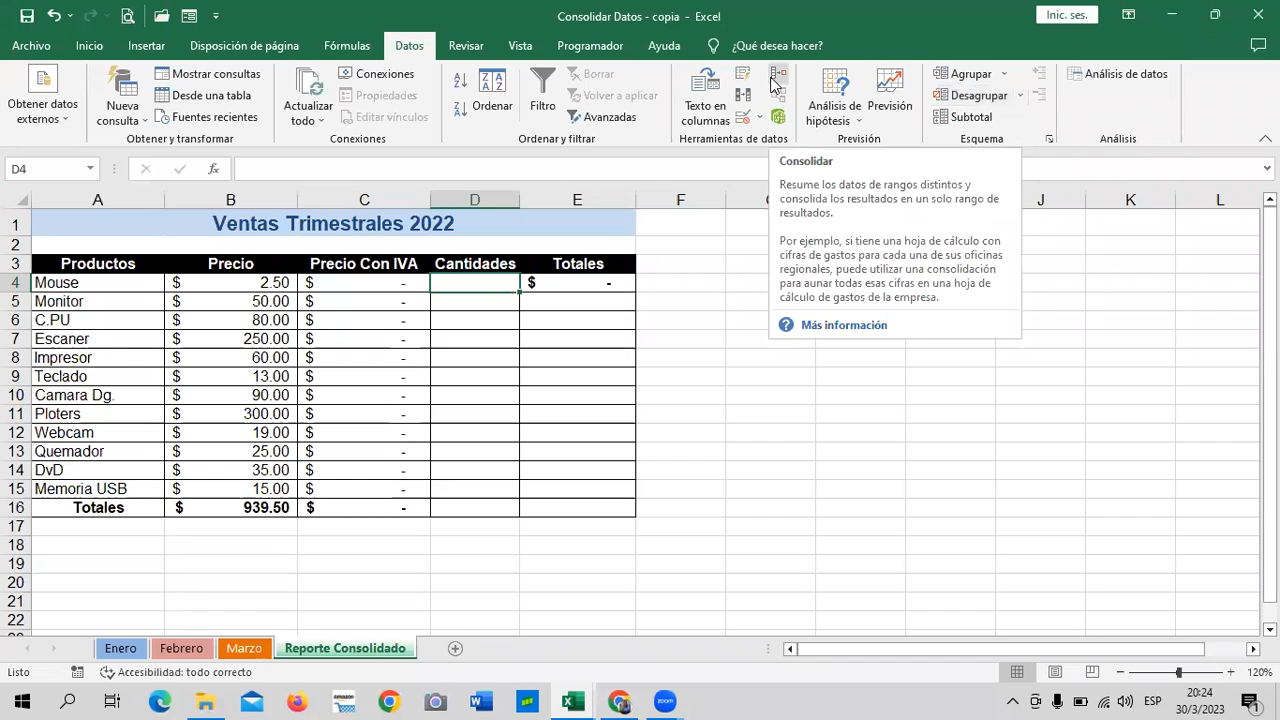 Consolidar Datos - copia - Excel
Inic. ses.
Archivo Inicio Insertar Disposición de página Fórmulas Datos Revisar Vista Programador Ayuda ¿Qué desea hacer?
Obtener datos externos
Nueva consulta
Mostrar consultas
Desde una tabla
Fuentes recientes
Obtener y transformar
Actualizar todo
Conexiones
Propiedades
Editar vínculos
Conexiones
Ordenar
Filtro
Borrar
Volver a aplicar
Avanzadas
Ordenar y filtrar
Texto en columnas
Herramientas de datos
Análisis de hipótesis
Previsión
Previsión
Agrupar
Desagrupar
Subtotal
Esquema
Análisis de datos
Análisis
D4
fx
Consolidar
Resume los datos de rangos distintos y
consolida los resultados en un solo rango de
resultados.
Por ejemplo, si tiene una hoja de cálculo con
cifras de gastos para cada una de sus oficinas
regionales, puede utilizar una consolidación
para aunar todas esas cifras en una hoja de
cálculo de gastos de la empresa.
Más información
A B C D E F J K L
1 Ventas Trimestrales 2022
2
3 Productos Precio Precio Con IVA Cantidades Totales
4 Mouse $ 2.50 $ - $ -
5 Monitor $ 50.00 $ -
6 C.PU $ 80.00 $ -
7 Escaner $ 250.00 $ -
8 Impresor $ 60.00 $ -
9 Teclado $ 13.00 $ -
10 Camara Dg. $ 90.00 $ -
11 Ploters $ 300.00 $ -
12 Webcam $ 19.00 $ -
13 Quemador $ 25.00 $ -
14 DvD $ 35.00 $ -
15 Memoria USB $ 15.00 $ -
16 Totales $ 939.50 $ -
17
18
19
20
21
22
Enero Febrero Marzo Reporte Consolidado
Listo Accesibilidad: todo correcto 120%
ESP
20:24
30/3/2023